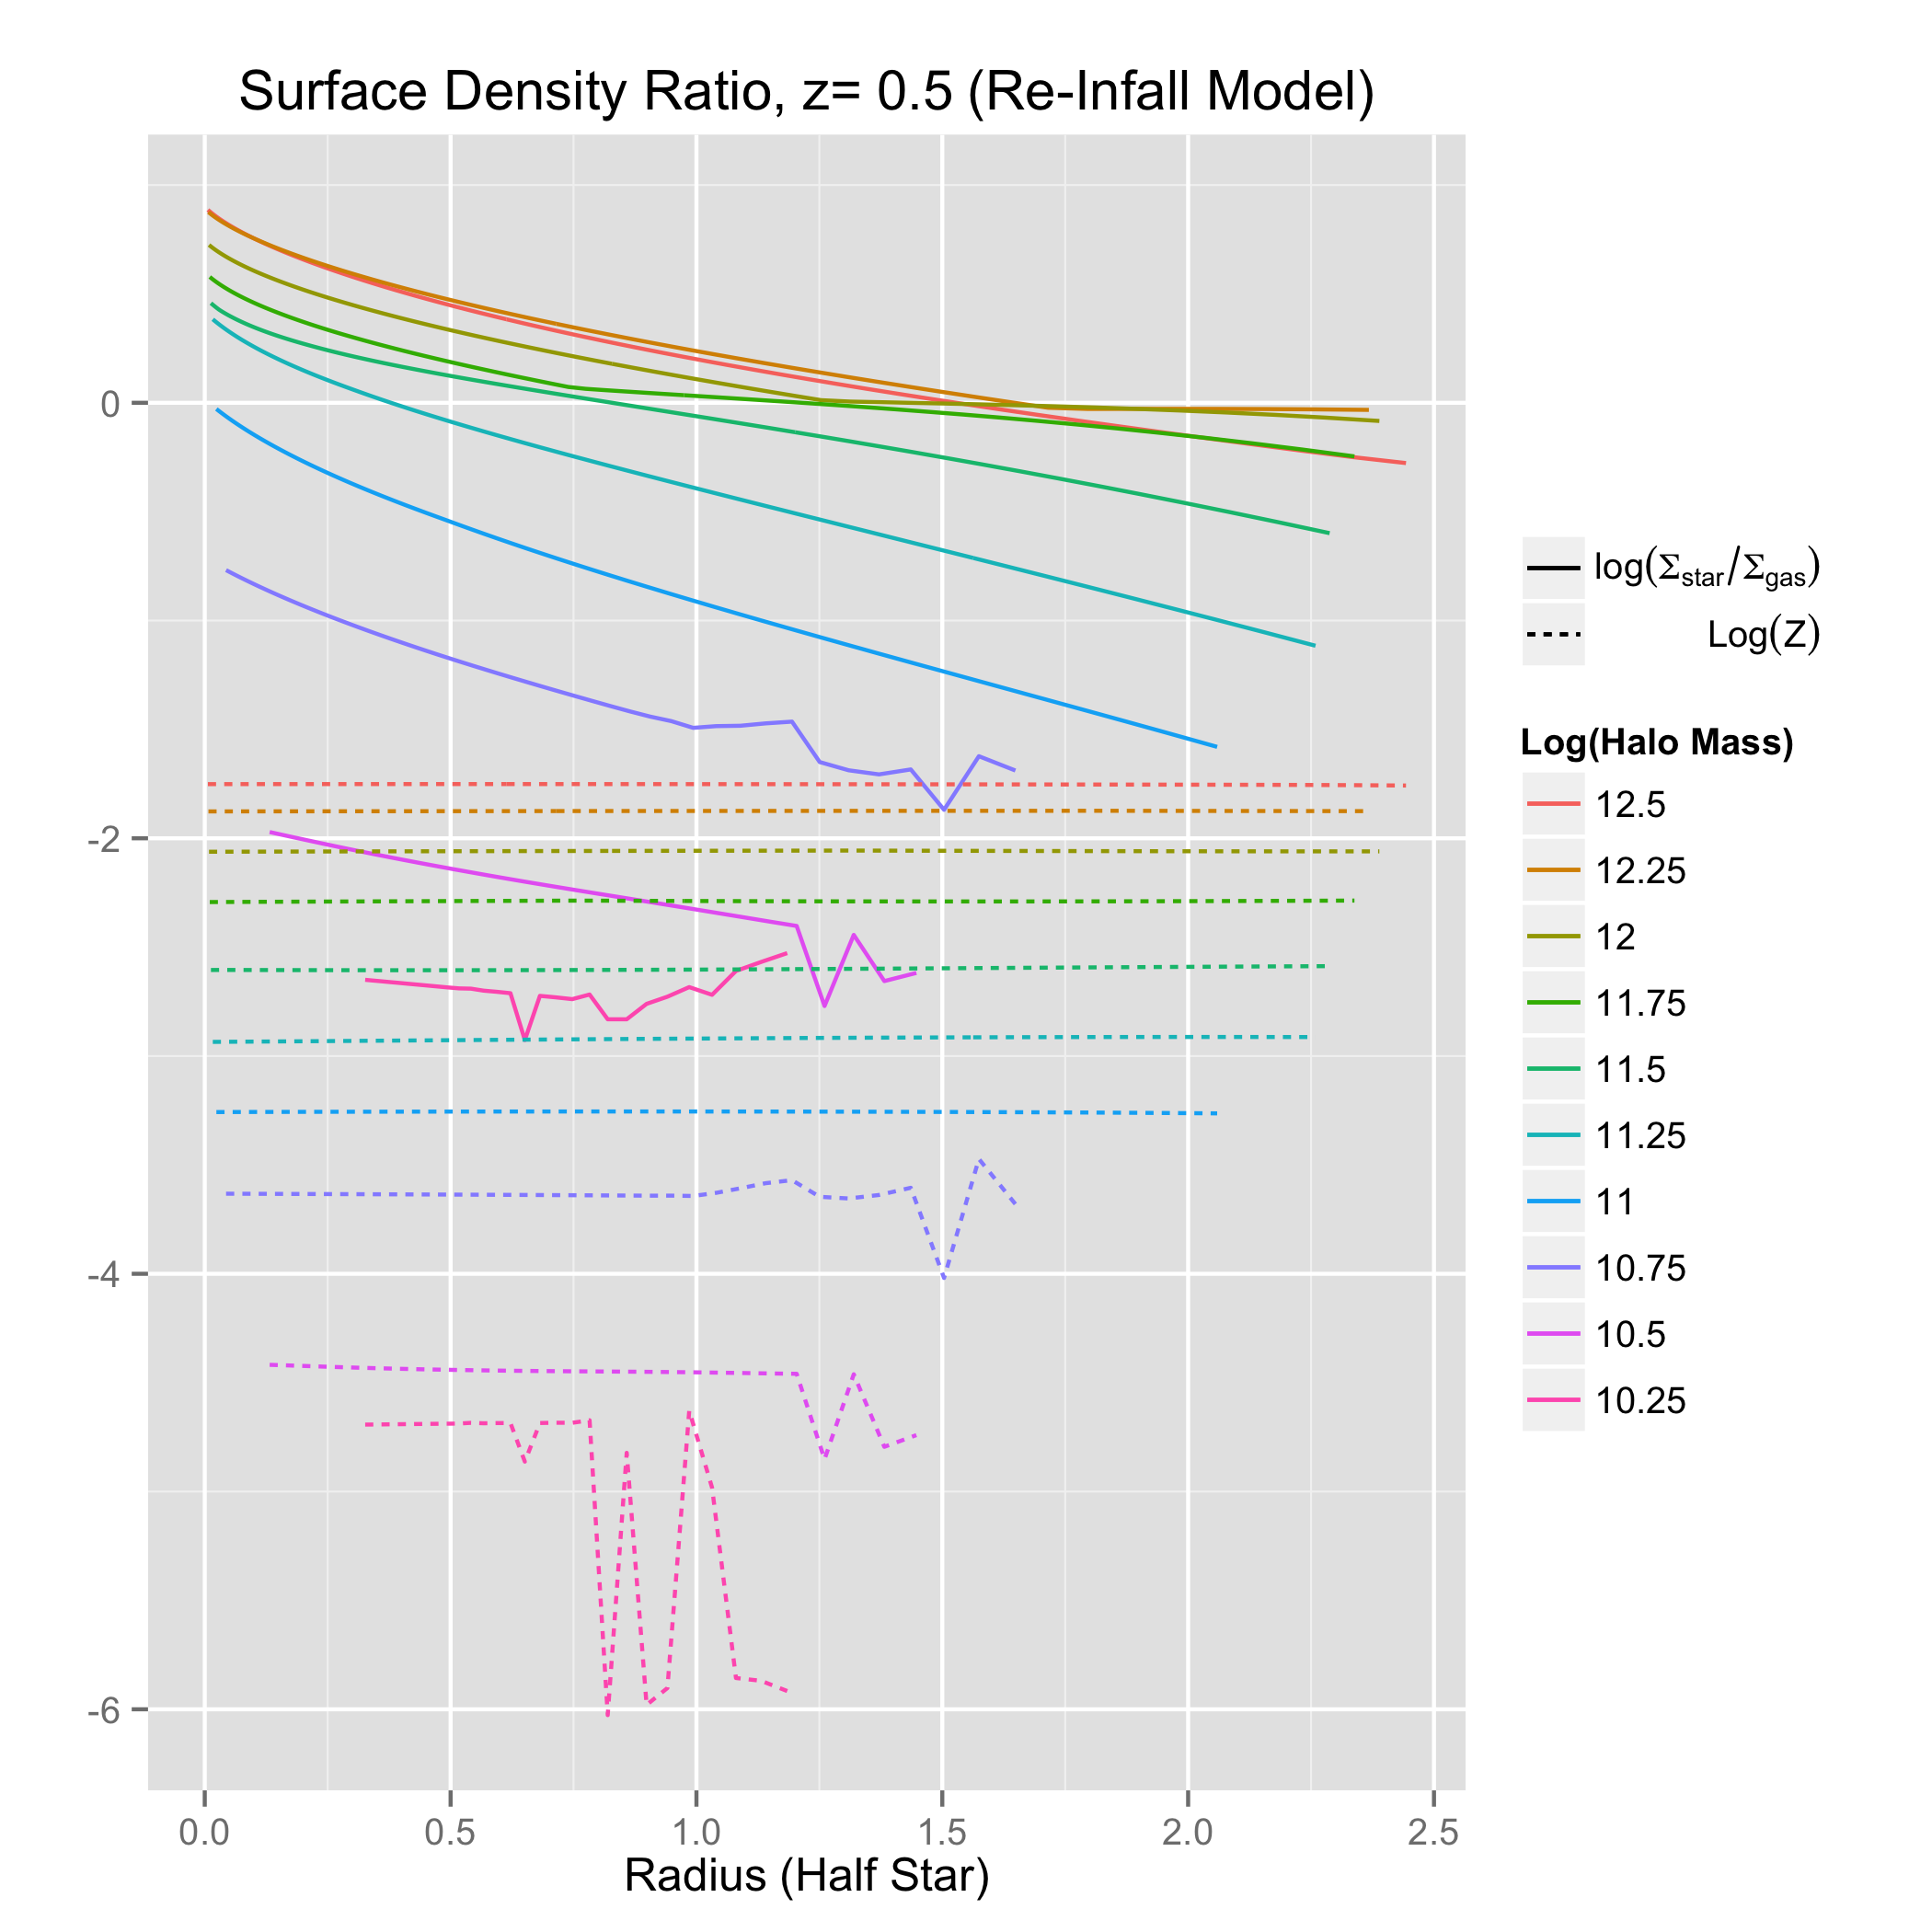 Surface Density Ratio, z= 0.5 (Re-Infall Model)
0
-2
-4
-6
0.0 0.5 1.0 1.5 2.0 2.5
Radius (Half Star)
log(Σstar/Σgas)
Log(Z)
Log(Halo Mass)
12.5
12.25
12
11.75
11.5
11.25
11
10.75
10.5
10.25